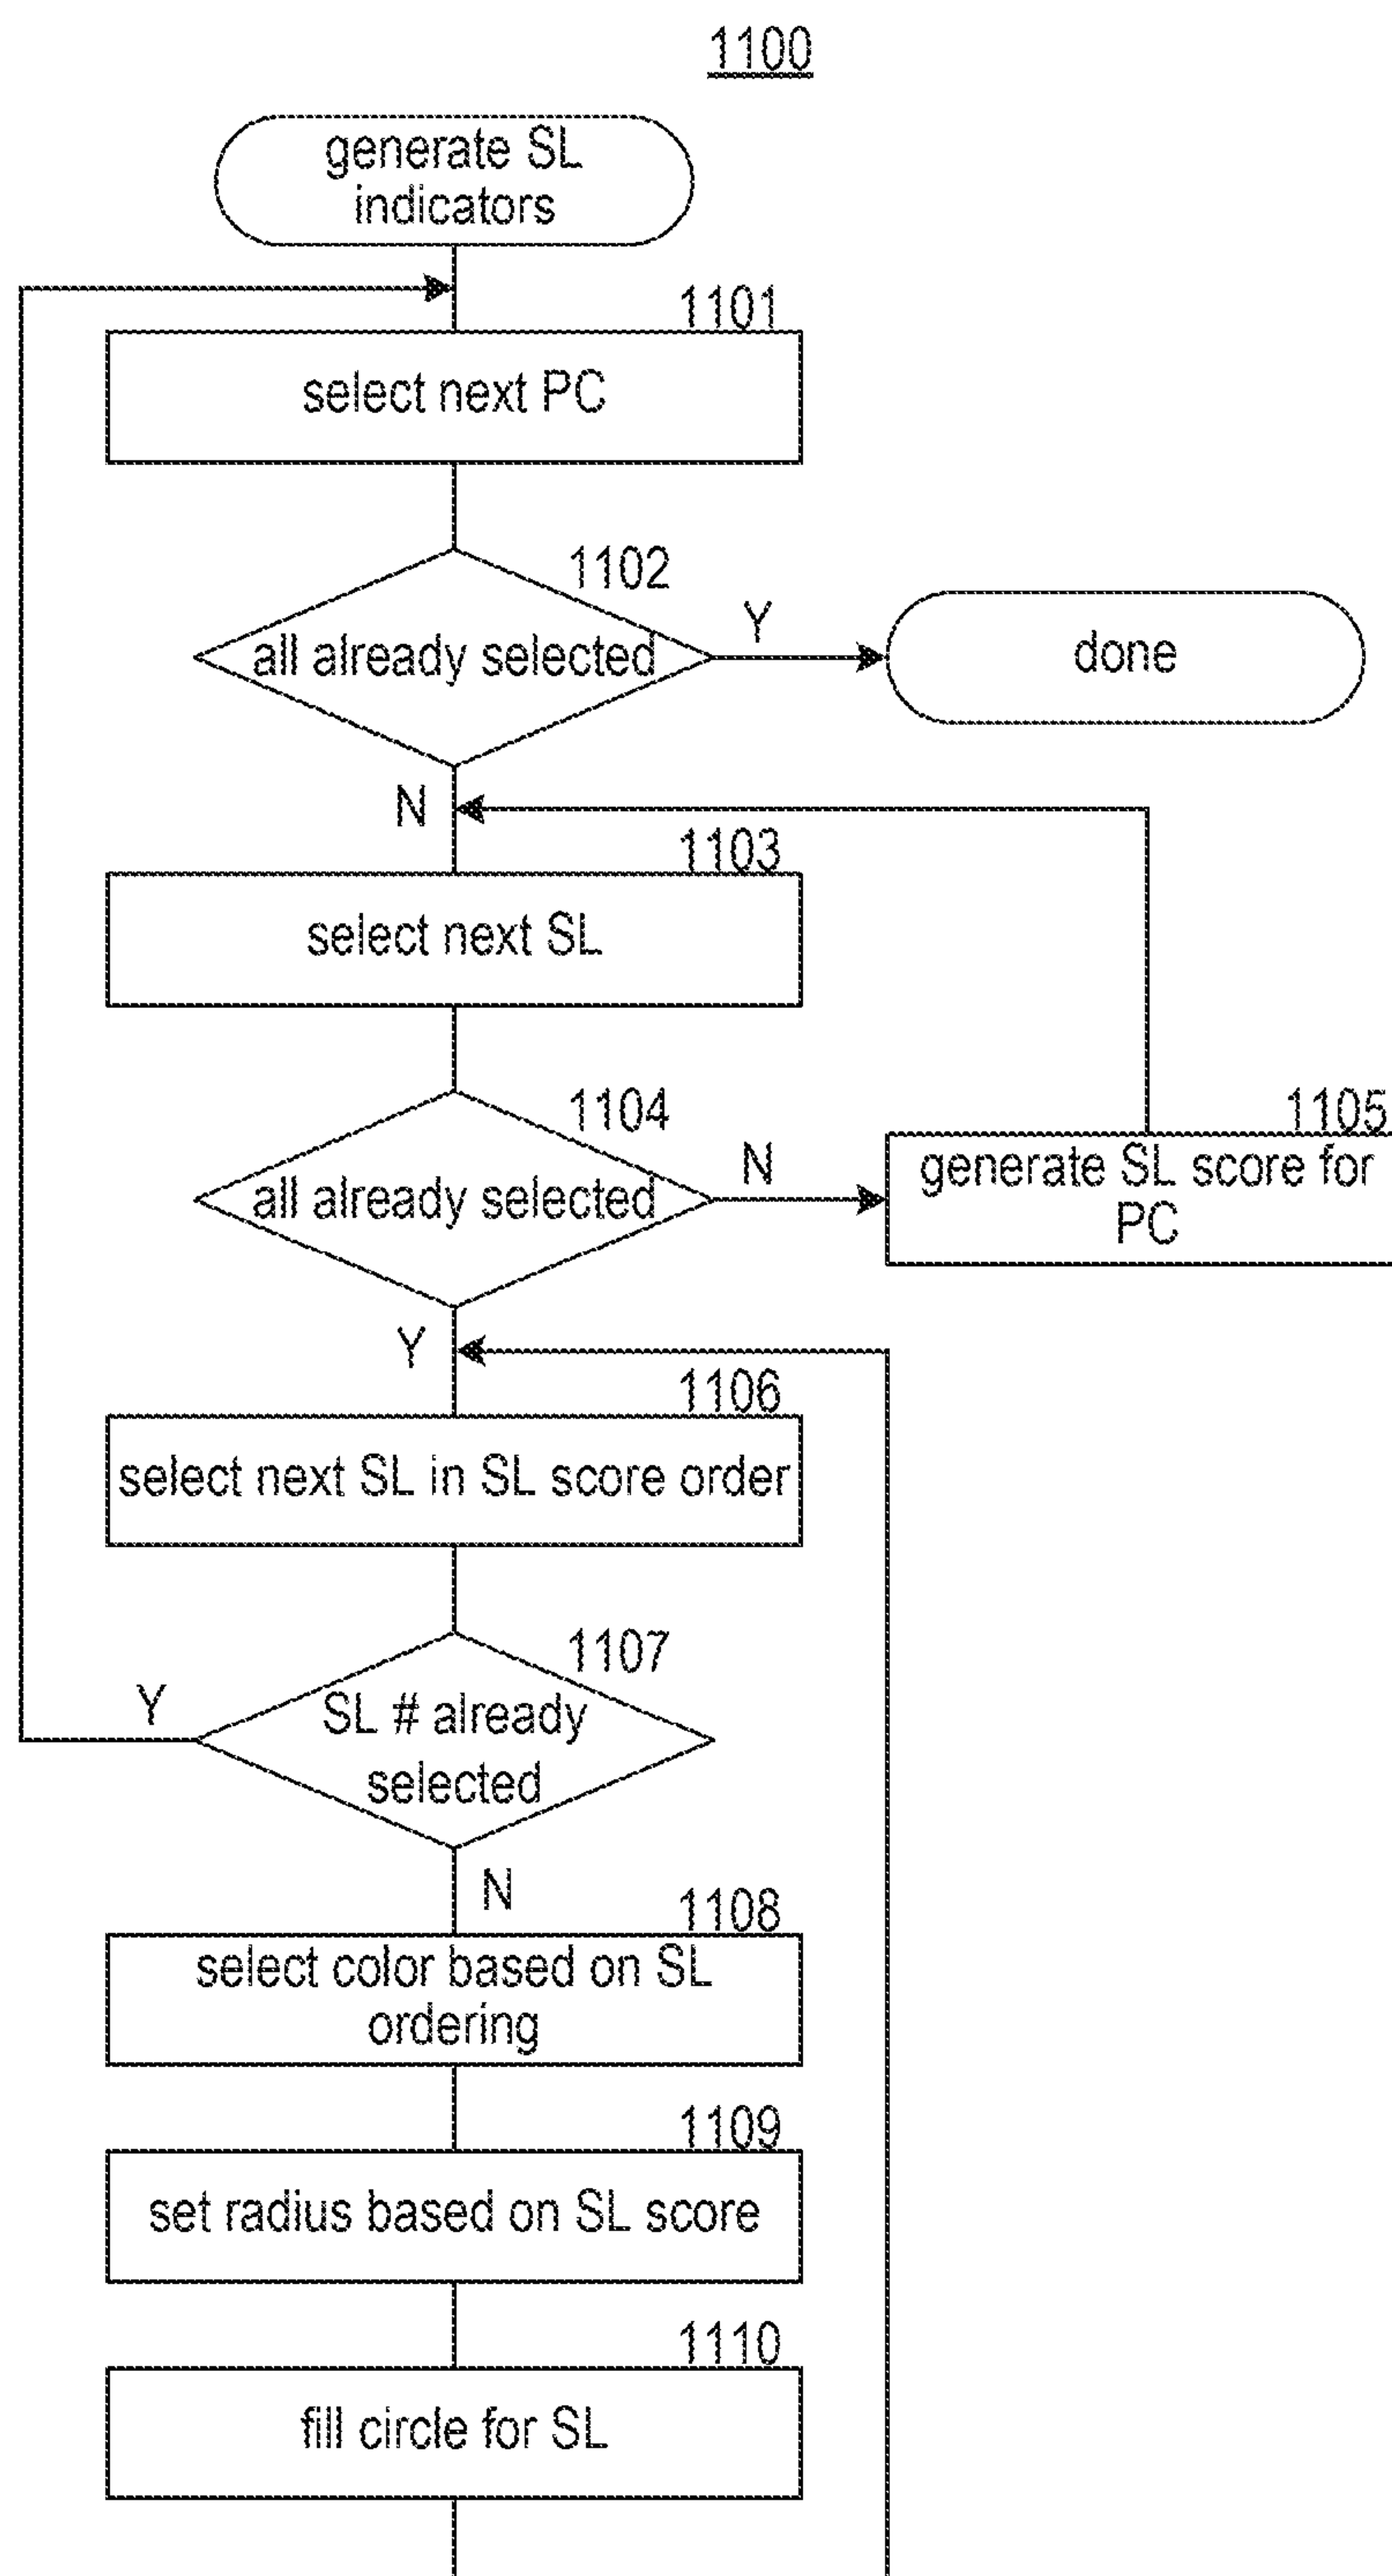 1100
generate SL
indicators
1101
select next PC
1102
all already selected
Y
done
N
1103
select next SL
1104
all already selected
N
1105
generate SL score for
PC
Y
1106
select next SL in SL score order
1107
Y
SL # already
selected
N
1108
select color based on SL
ordering
1109
set radius based on SL score
1110
fill circle for SL